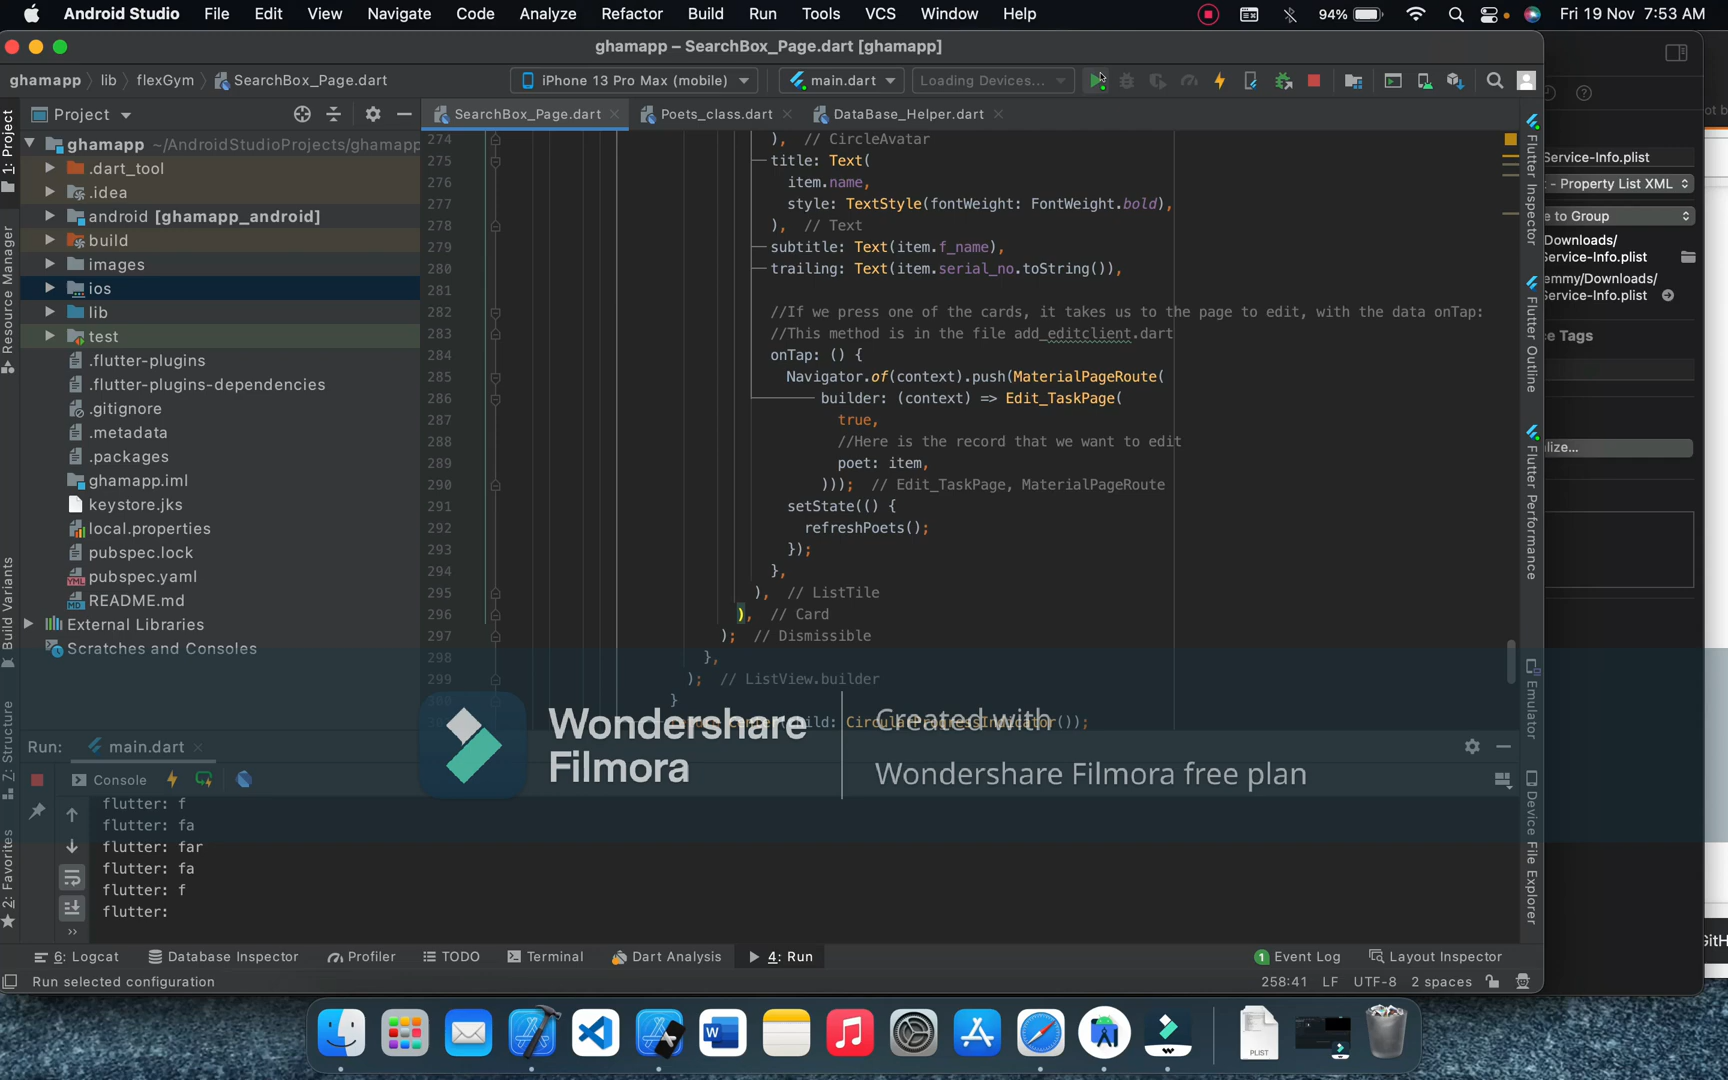 Android Studio File Edit View Navigate Code Analyze Refactor Build Run Tools VCS Window Help 94% Fri 19 Nov 7:53 AM
ghamapp – SearchBox_Page.dart [ghamapp]
ghamapp lib flexGym SearchBox_Page.dart iPhone 13 Pro Max (mobile) main.dart Loading Devices...
Project
SearchBox_Page.dart Poets_class.dart DataBase_Helper.dart
ghamapp ~/AndroidStudioProjects/ghamapp
.dart_tool
.idea
android [ghamapp_android]
build
images
ios
lib
test
.flutter-plugins
.flutter-plugins-dependencies
.gitignore
.metadata
.packages
ghamapp.iml
keystore.jks
local.properties
pubspec.lock
pubspec.yaml
README.md
External Libraries
Scratches and Consoles
1: Project
Resource Manager
Build Variants
7: Structure
2: Favorites
274 ), // CircleAvatar
275 title: Text(
276 item.name,
277 style: TextStyle(fontWeight: FontWeight.bold),
278 ), // Text
279 subtitle: Text(item.f_name),
280 trailing: Text(item.serial_no.toString()),
281
282 //If we press one of the cards, it takes us to the page to edit, with the data onTap:
283 //This method is in the file add_editclient.dart
284 onTap: () {
285 Navigator.of(context).push(MaterialPageRoute(
286 builder: (context) => Edit_TaskPage(
287 true,
288 //Here is the record that we want to edit
289 poet: item,
290 ))); // Edit_TaskPage, MaterialPageRoute
291 setState(() {
292 refreshPoets();
293 });
294 },
295 ), // ListTile
296 ), // Card
297 ); // Dismissible
298 },
299 ); // ListView.builder
}
CircularProgressIndicator());
Flutter Inspector
Flutter Outline
Flutter Performance
Emulator
Device File Explorer
Service-Info.plist
- Property List XML
e to Group
Downloads/
Service-Info.plist
emmy/Downloads/
Service-Info.plist
ce Tags
lize...
Wondershare
Filmora
Created with
Wondershare Filmora free plan
Run: main.dart
Console
flutter: f
flutter: fa
flutter: far
flutter: fa
flutter: f
flutter:
6: Logcat Database Inspector Profiler TODO Terminal Dart Analysis 4: Run 1 Event Log Layout Inspector
Run selected configuration 258:41 LF UTF-8 2 spaces
PLIST